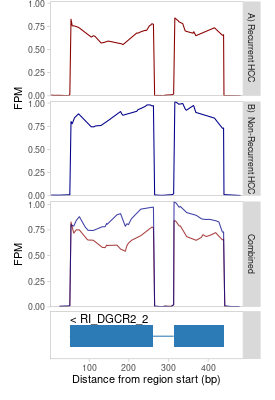 1.00
0.75
0.50
0.25
0.00
FPM
A) Recurrent HCC
1.00
0.75
0.50
0.25
0.00
B) Non-Recurrent HCC
1.00
0.75
0.50
0.25
0.00
FPM
Combined
< RI_DGCR2_2
100 200 300 400
Distance from region start (bp)